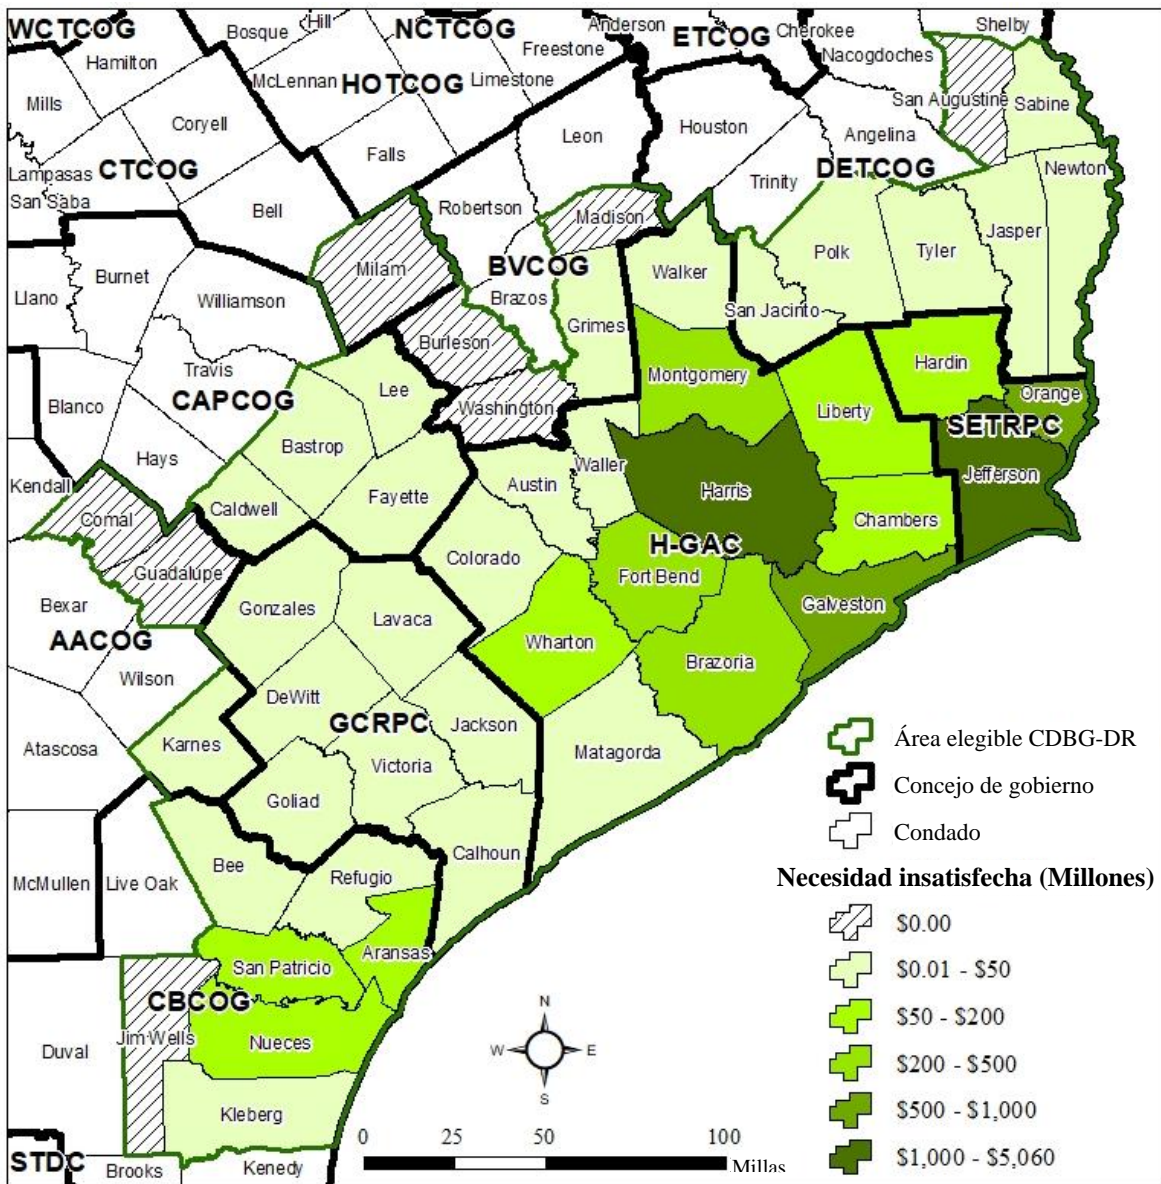 WCTCOG
Bosque
Hill
NCTCOG
Anderson
ETCOG
Cherokee
Shelby
Hamilton
Freestone
Nacogdoches
McLennan
HOTCOG
Limestone
Mills
San Augustine
Sabine
Coryell
Leon
Houston
Angelina
Falls
Lampasas
CTCOG
DETCOG
Newton
San Saba
Bell
Robertson
Trinity
Madison
Jasper
Burnet
Milam
BVCOG
Walker
Polk
Tyler
Llano
Williamson
Brazos
San Jacinto
Grimes
Burleson
Hardin
Travis
Montgomery
Lee
Orange
Blanco
CAPCOG
Washington
Liberty
SETRPC
Bastrop
Hays
Waller
Jefferson
Kendall
Austin
Harris
Caldwell
Fayette
Comal
Chambers
H-GAC
Colorado
Guadalupe
Fort Bend
Bexar
Gonzales
Galveston
Lavaca
AACOG
Wharton
Brazoria
Wilson
DeWitt
GCRPC
Jackson
Atascosa
Karnes
Victoria
Matagorda
Goliad
Calhoun
Bee
McMullen
Live Oak
Refugio
Aransas
San Patricio
CBCOG
Jim Wells
Duval
Nueces
Kleberg
STDC
Brooks
Kenedy
N
W
E
S
0 25 50 100
Millas
Área elegible CDBG-DR
Concejo de gobierno
Condado
Necesidad insatisfecha (Millones)
$0.00
$0.01 - $50
$50 - $200
$200 - $500
$500 - $1,000
$1,000 - $5,060